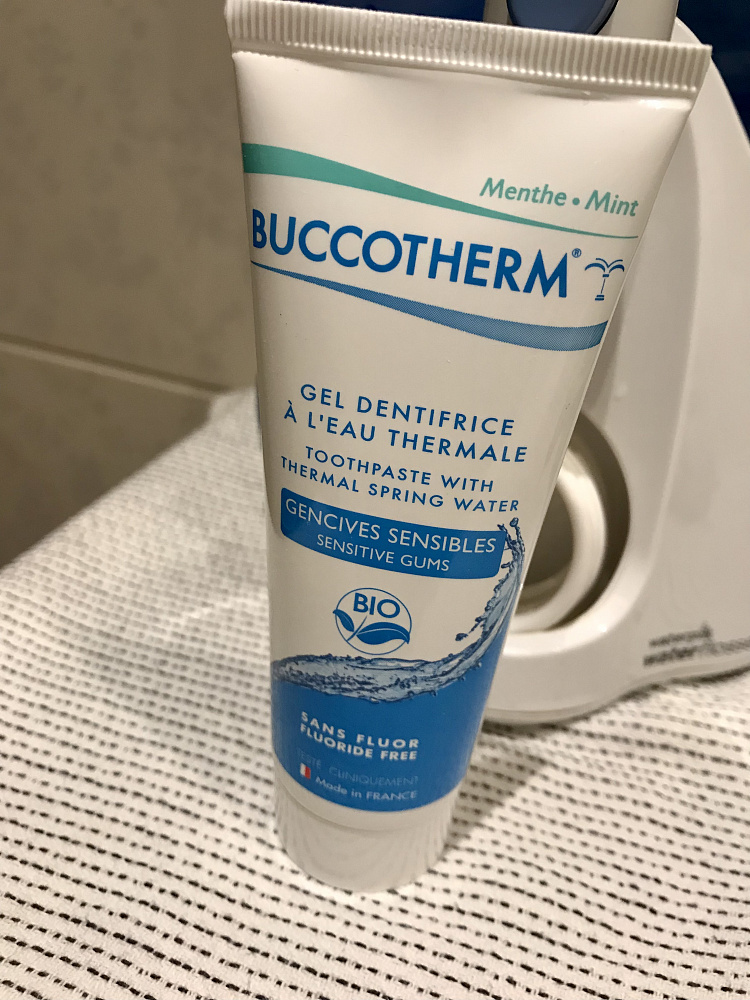 Menthe • Mint
BUCCOTHERM®
GEL DENTIFRICE
À L'EAU THERMALE
TOOTHPASTE WITH
THERMAL SPRING WATER
GENCIVES SENSIBLES
SENSITIVE GUMS
BIO
SANS FLUOR
FLUORIDE FREE
TESTÉ CLINIQUEMENT
Made in FRANCE